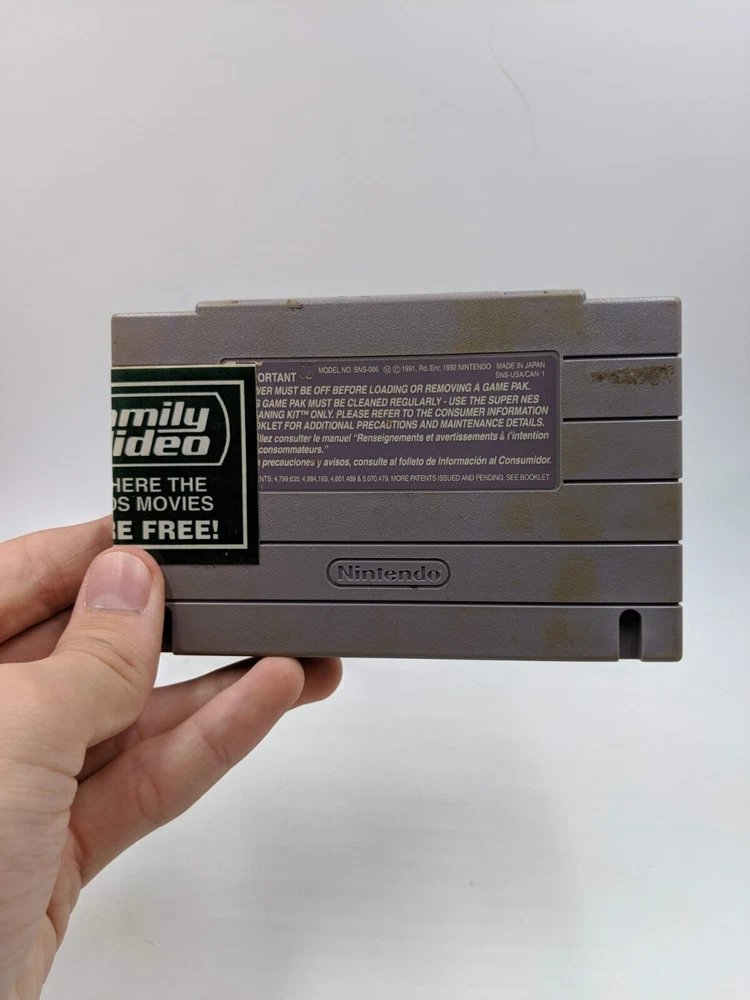 ORTANT MODEL NO. SNS-006 Ⓜ © 1991, Rd./Enr. 1992 NINTENDO MADE IN JAPAN
SNS-USA/CAN-1
WER MUST BE OFF BEFORE LOADING OR REMOVING A GAME PAK.
S GAME PAK MUST BE CLEANED REGULARLY - USE THE SUPER NES
ANING KIT™ ONLY. PLEASE REFER TO THE CONSUMER INFORMATION
OKLET FOR ADDITIONAL PRECAUTIONS AND MAINTENANCE DETAILS.
llez consulter le manuel "Renseignements et avertissements à l'intention
consommateurs."
precauciones y avisos, consulte al folleto de Información al Consumidor.
NTS: 4,799,635; 4,984,193; 4,801,489 & 5,070,479. MORE PATENTS ISSUED AND PENDING. SEE BOOKLET
amily
ideo
HERE THE
DS MOVIES
RE FREE!
Nintendo